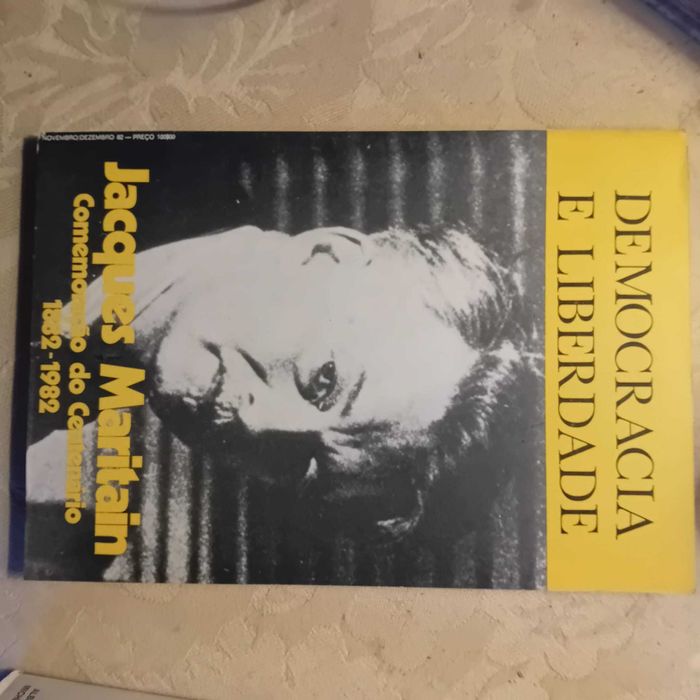 DEMOCRACIA
E LIBERDADE
Jacques Maritain
Comemoração do Centenário
1882-1982
NOVEMBRO/DEZEMBRO 82 — PREÇO 100$00